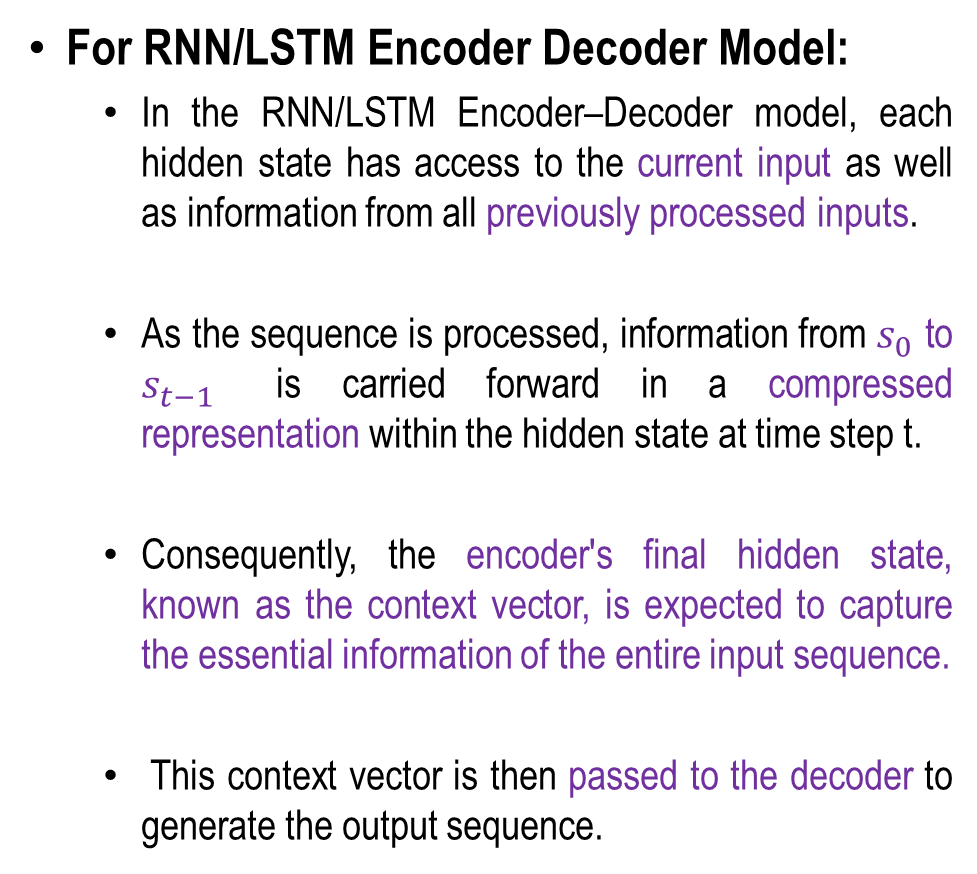 • For RNN/LSTM Encoder Decoder Model:
• In the RNN/LSTM Encoder–Decoder model, each
hidden state has access to the current input as well
as information from all previously processed inputs.
• As the sequence is processed, information from s₀ to
sₜ₋₁ is carried forward in a compressed
representation within the hidden state at time step t.
• Consequently, the encoder's final hidden state,
known as the context vector, is expected to capture
the essential information of the entire input sequence.
• This context vector is then passed to the decoder to
generate the output sequence.